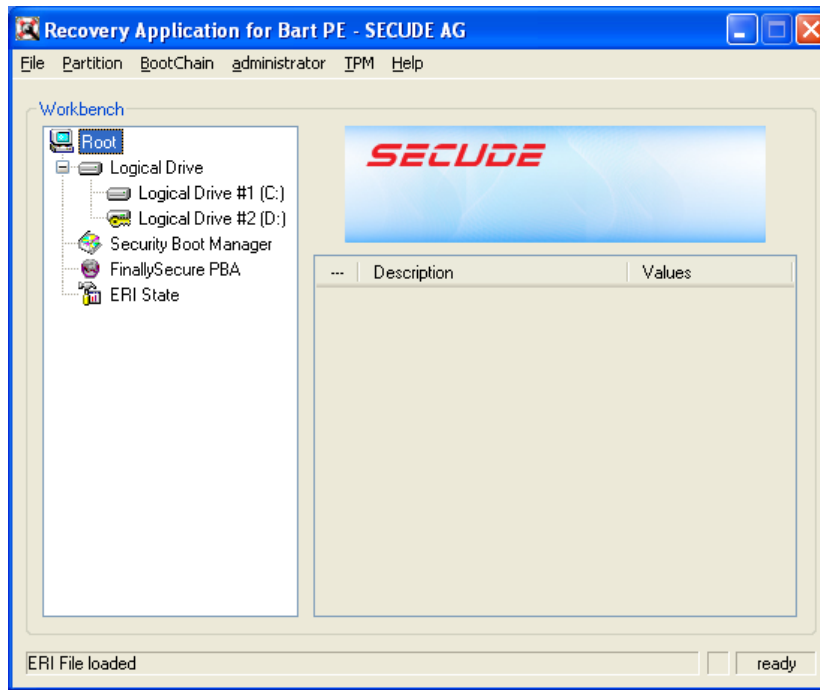 Recovery Application for Bart PE - SECUDE AG
File Partition BootChain administrator TPM Help
Workbench
Root
Logical Drive
Logical Drive #1 (C:)
Logical Drive #2 (D:)
Security Boot Manager
FinallySecure PBA
ERI State
SECUDE
--- Description Values
ERI File loaded
ready